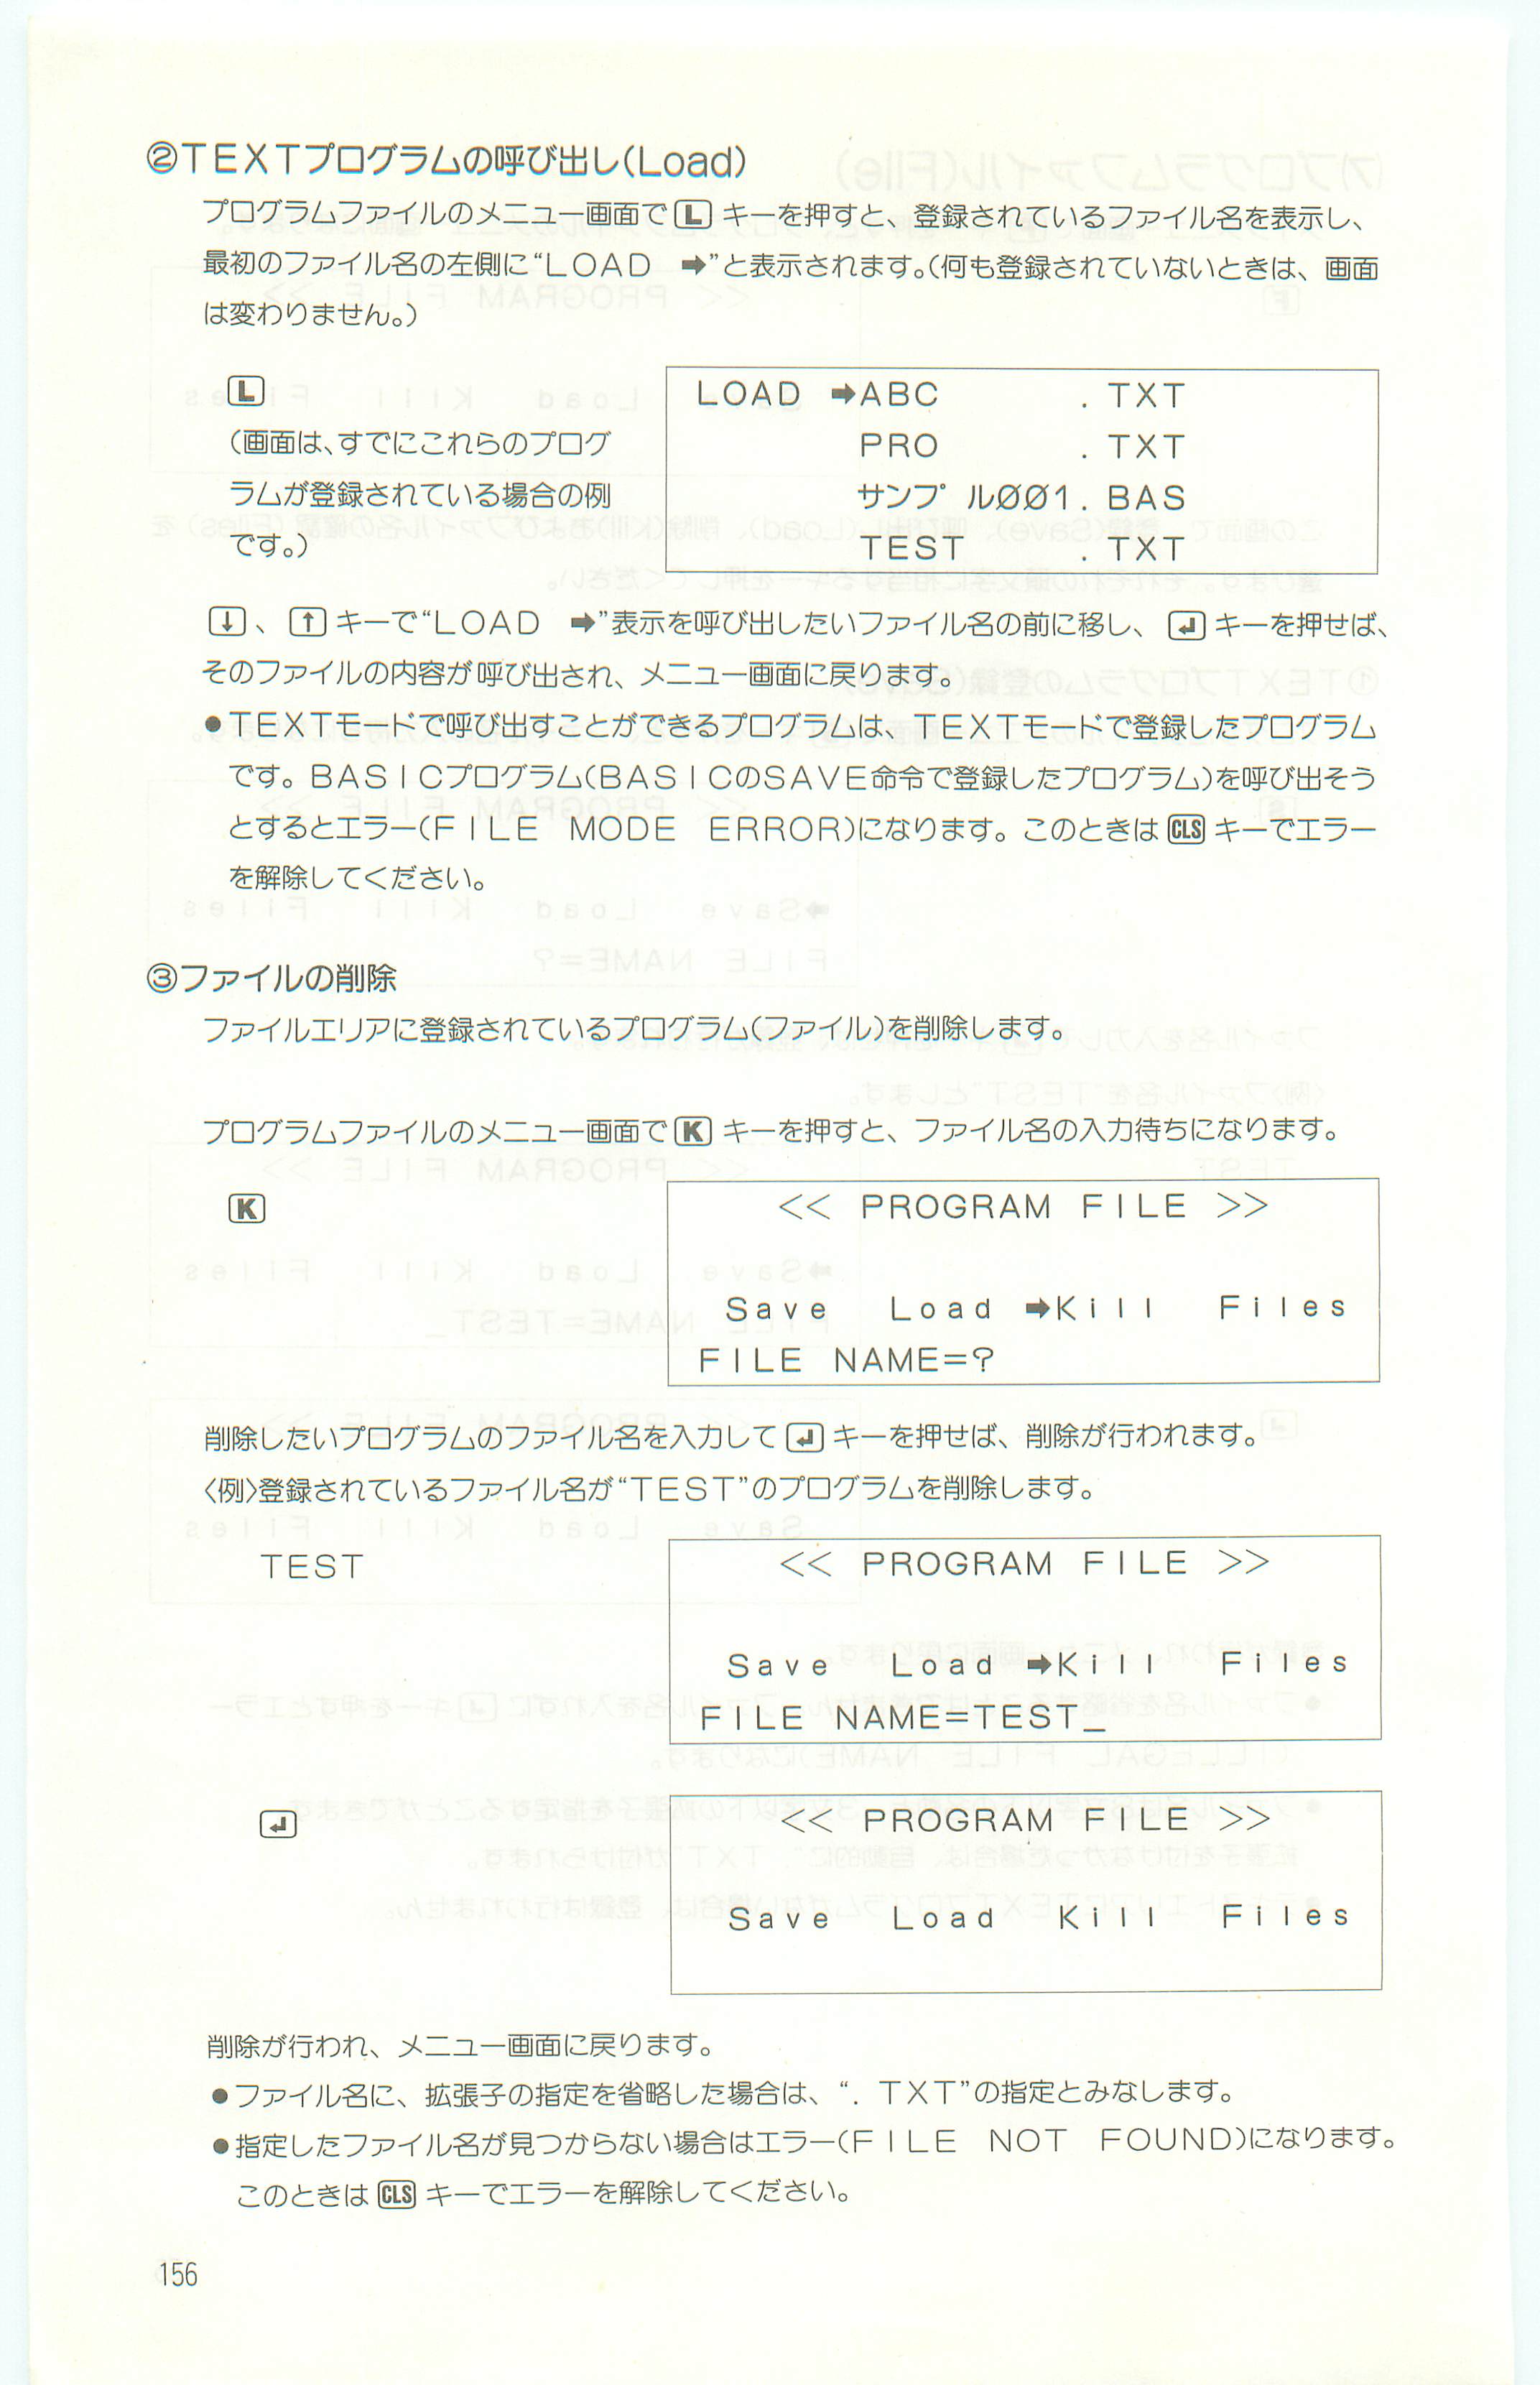 ②TEXTプログラムの呼び出し(Load)
プログラムファイルのメニュー画面で L キーを押すと、登録されているファイル名を表示し、
最初のファイル名の左側に“LOAD ➡”と表示されます。(何も登録されていないときは、画面
は変わりません。)
L
(画面は、すでにこれらのプログ
ラムが登録されている場合の例
です。)
LOAD ➡ABC . TXT
PRO . TXT
サンプル001. BAS
TEST . TXT
↓、↑キーで“LOAD ➡”表示を呼び出したいファイル名の前に移し、↲キーを押せば、
そのファイルの内容が呼び出され、メニュー画面に戻ります。
●TEXTモードで呼び出すことができるプログラムは、TEXTモードで登録したプログラム
です。BASICプログラム(BASICのSAVE命令で登録したプログラム)を呼び出そう
とするとエラー(FILE MODE ERROR)になります。このときは CLS キーでエラー
を解除してください。
③ファイルの削除
ファイルエリアに登録されているプログラム(ファイル)を削除します。
プログラムファイルのメニュー画面で K キーを押すと、ファイル名の入力待ちになります。
K
<< PROGRAM FILE >>
Save Load ➡Kill Files
FILE NAME=?
削除したいプログラムのファイル名を入力して ↲ キーを押せば、削除が行われます。
〈例〉登録されているファイル名が“TEST”のプログラムを削除します。
TEST
<< PROGRAM FILE >>
Save Load ➡Kill Files
FILE NAME=TEST_
↲
<< PROGRAM FILE >>
Save Load Kill Files
削除が行われ、メニュー画面に戻ります。
●ファイル名に、拡張子の指定を省略した場合は、“. TXT”の指定とみなします。
●指定したファイル名が見つからない場合はエラー(FILE NOT FOUND)になります。
このときは CLS キーでエラーを解除してください。
156